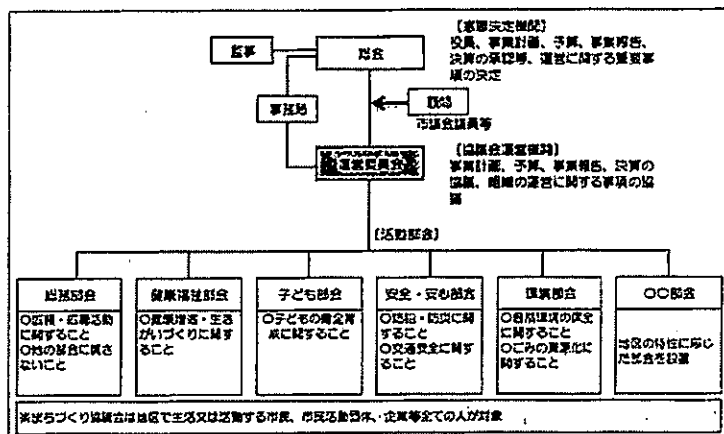 【意思決定機関】
役員、事業計画、予算、事業報告、
決算の承認等、運営に関する重要事
項の決定
監事
総会
事務局
顧問
市議会議員等
運営委員会
【協議会運営機関】
事業計画、予算、事業報告、決算の
協議、組織の運営に関する事項の協
議
【活動部会】
総務部会
〇広報・広聴活動
に関すること
〇他の部会に属さ
ないこと
健康福祉部会
〇健康増進・生き
がいづくりに関す
ること
子ども部会
〇子どもの健全育
成に関すること
安全・安心部会
〇防犯・防災に関
すること
〇交通安全に関す
ること
環境部会
〇自然環境の保全
に関すること
〇ごみの資源化に
関すること
〇〇部会
地区の特性に応じ
た部会を設置
※まちづくり協議会は地区で生活又は活動する市民、市民活動団体、企業等全ての人が対象